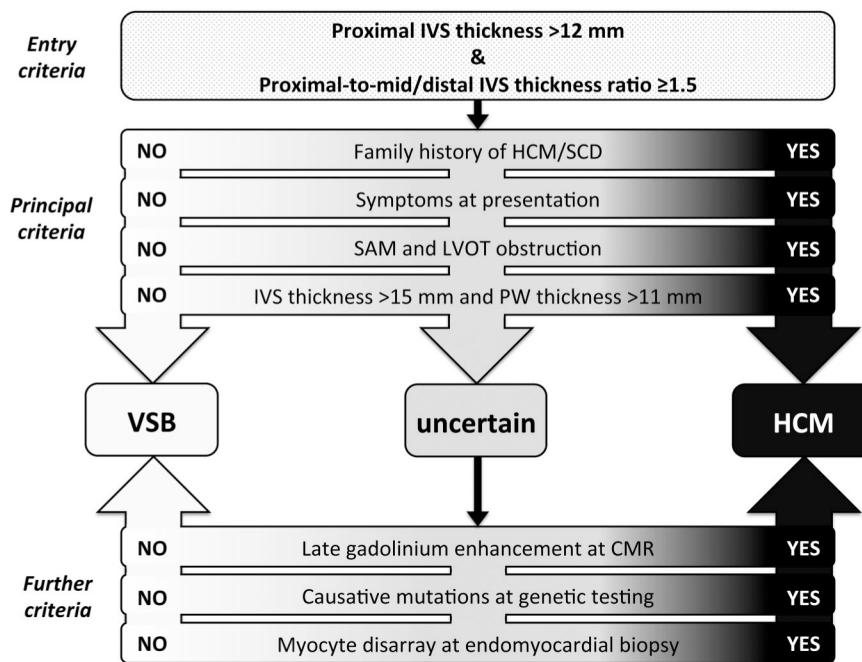 Entry
criteria
Proximal IVS thickness >12 mm
&
Proximal-to-mid/distal IVS thickness ratio ≥1.5
Principal
criteria
NO Family history of HCM/SCD YES
NO Symptoms at presentation YES
NO SAM and LVOT obstruction YES
NO IVS thickness >15 mm and PW thickness >11 mm YES
VSB uncertain HCM
Further
criteria
NO Late gadolinium enhancement at CMR YES
NO Causative mutations at genetic testing YES
NO Myocyte disarray at endomyocardial biopsy YES